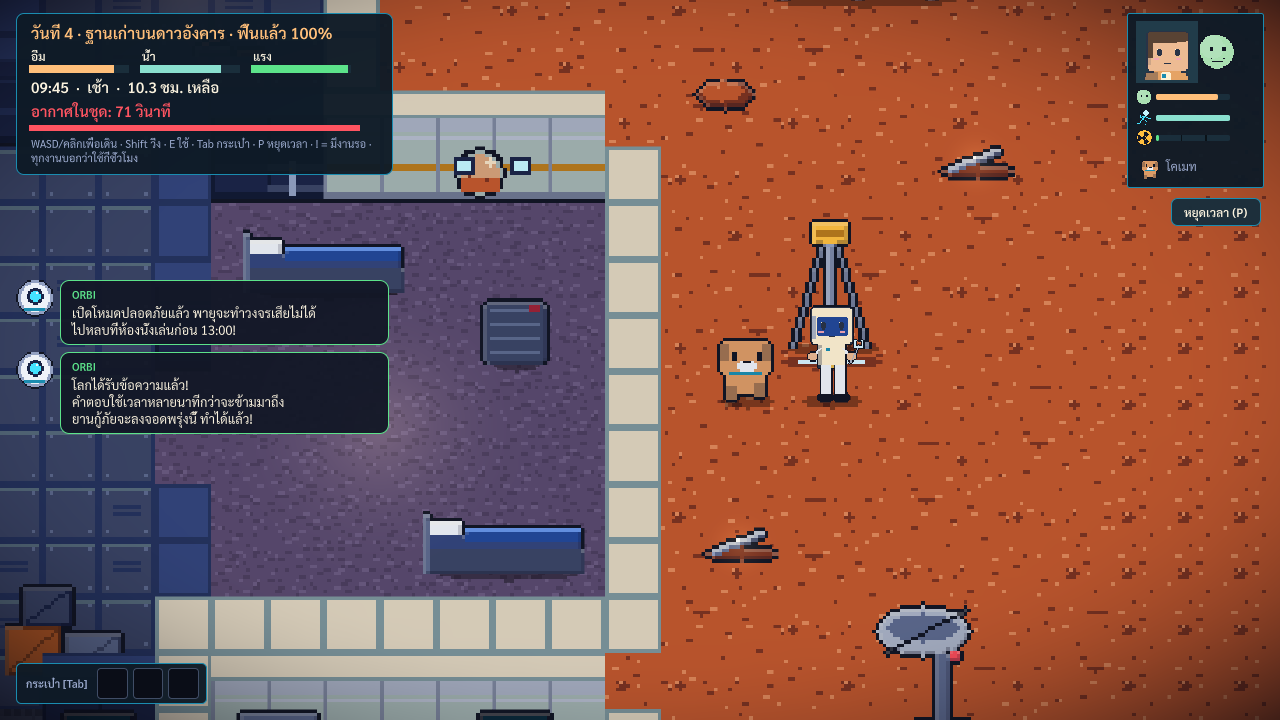 วันที่ 4 · ฐานเก่าบนดาวอังคาร · ฟื้นแล้ว 100%
อิ่ม น้ำ แรง
09:45 · เช้า · 10.3 ชม. เหลือ
อากาศในชุด: 71 วินาที
WASD/คลิกเพื่อเดิน · Shift วิ่ง · E ใช้ · Tab กระเป๋า · P หยุดเวลา · ! = มีงานรอ ·
ทุกงานบอกว่าใช้กี่ชั่วโมง
โคเมท
หยุดเวลา (P)
ORBI
เปิดโหมดปลอดภัยแล้ว พายุจะทำวงจรเสียไม่ได้
ไปหลบที่ห้องนั่งเล่นก่อน 13:00!
ORBI
โลกได้รับข้อความแล้ว!
คำตอบใช้เวลาหลายนาทีกว่าจะข้ามมาถึง
ยานกู้ภัยจะลงจอดพรุ่งนี้ ทำได้แล้ว!
กระเป๋า [Tab]